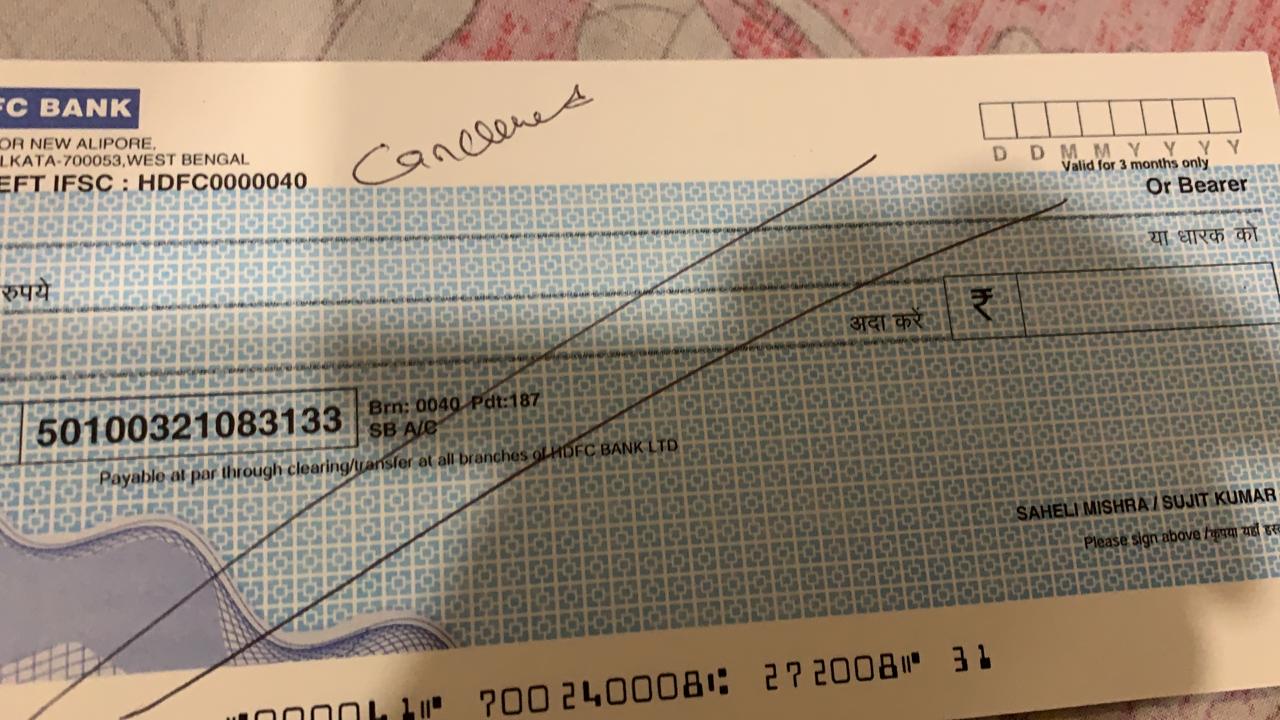 FC BANK
OR NEW ALIPORE,
LKATA-700053,WEST BENGAL
EFT IFSC : HDFC0000040
Cancelled
D D M M Y Y Y Y
Valid for 3 months only
Or Bearer
या धारक को
रुपये
अदा करें ₹
50100321083133
Brn: 0040 Pdt:187
SB A/C
Payable at par through clearing/transfer at all branches of HDFC BANK LTD
SAHELI MISHRA / SUJIT KUMAR
Please sign above /कृपया यहाँ
700240008 272008 31